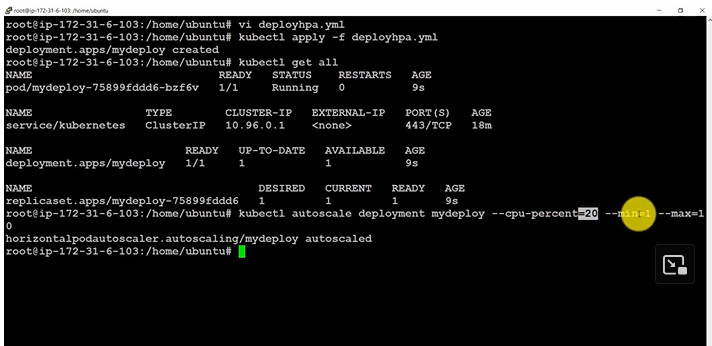 root@ip-172-31-6-103: /home/ubuntu
root@ip-172-31-6-103:/home/ubuntu# vi deployhpa.yml
root@ip-172-31-6-103:/home/ubuntu# kubectl apply -f deployhpa.yml
deployment.apps/mydeploy created
root@ip-172-31-6-103:/home/ubuntu# kubectl get all
NAME READY STATUS RESTARTS AGE
pod/mydeploy-75899fddd6-bzf6v 1/1 Running 0 9s
NAME TYPE CLUSTER-IP EXTERNAL-IP PORT(S) AGE
service/kubernetes ClusterIP 10.96.0.1 <none> 443/TCP 18m
NAME READY UP-TO-DATE AVAILABLE AGE
deployment.apps/mydeploy 1/1 1 1 9s
NAME DESIRED CURRENT READY AGE
replicaset.apps/mydeploy-75899fddd6 1 1 1 9s
root@ip-172-31-6-103:/home/ubuntu# kubectl autoscale deployment mydeploy --cpu-percent=20 --min=1 --max=1
0
horizontalpodautoscaler.autoscaling/mydeploy autoscaled
root@ip-172-31-6-103:/home/ubuntu#